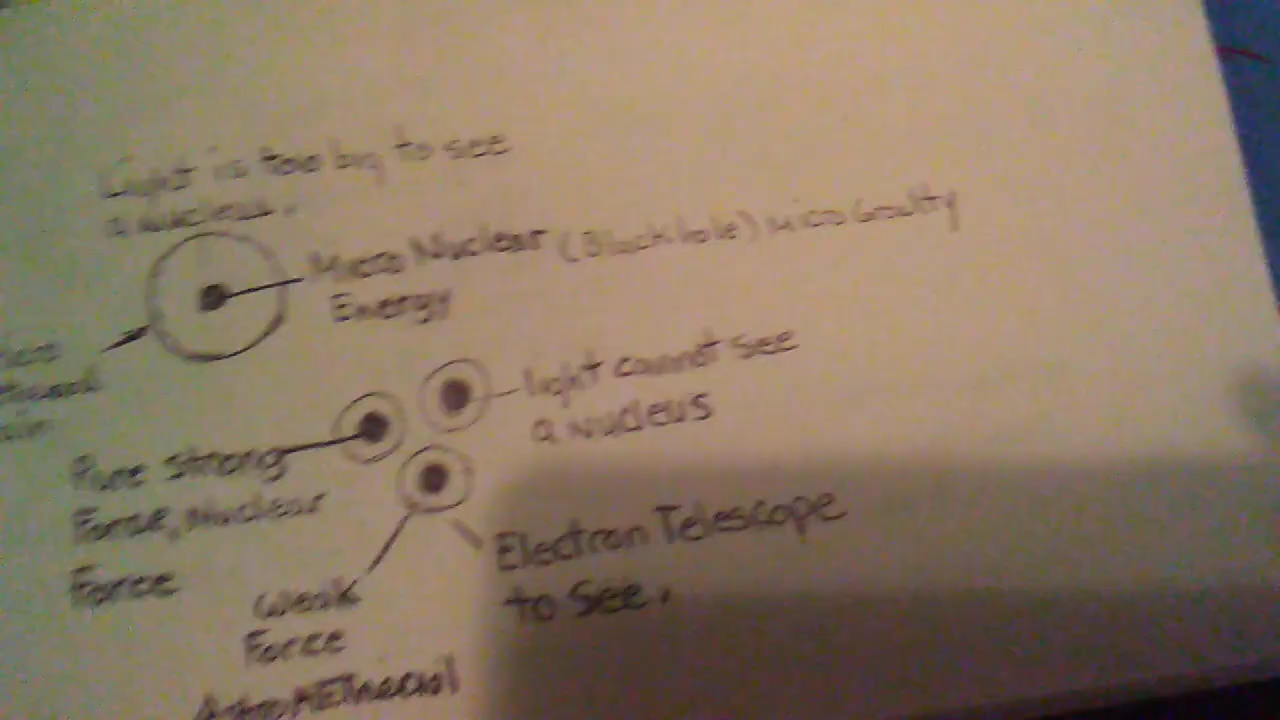 Light is too big to see
a nucleus.
Micro Nuclear (Black hole) micro Gravity
Energy
light cannot see
a nucleus
Pure strong
Force, Nuclear
Force
Electron Telescope
to see.
weak
Force